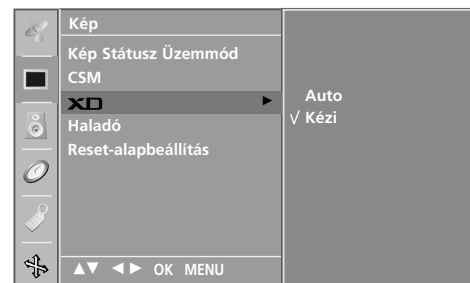 Kép
Kép Státusz Üzemmód
CSM
XD ►
Haladó
Reset-alapbeállítás
Auto
√ Kézi
▲▼ ◄► OK MENU